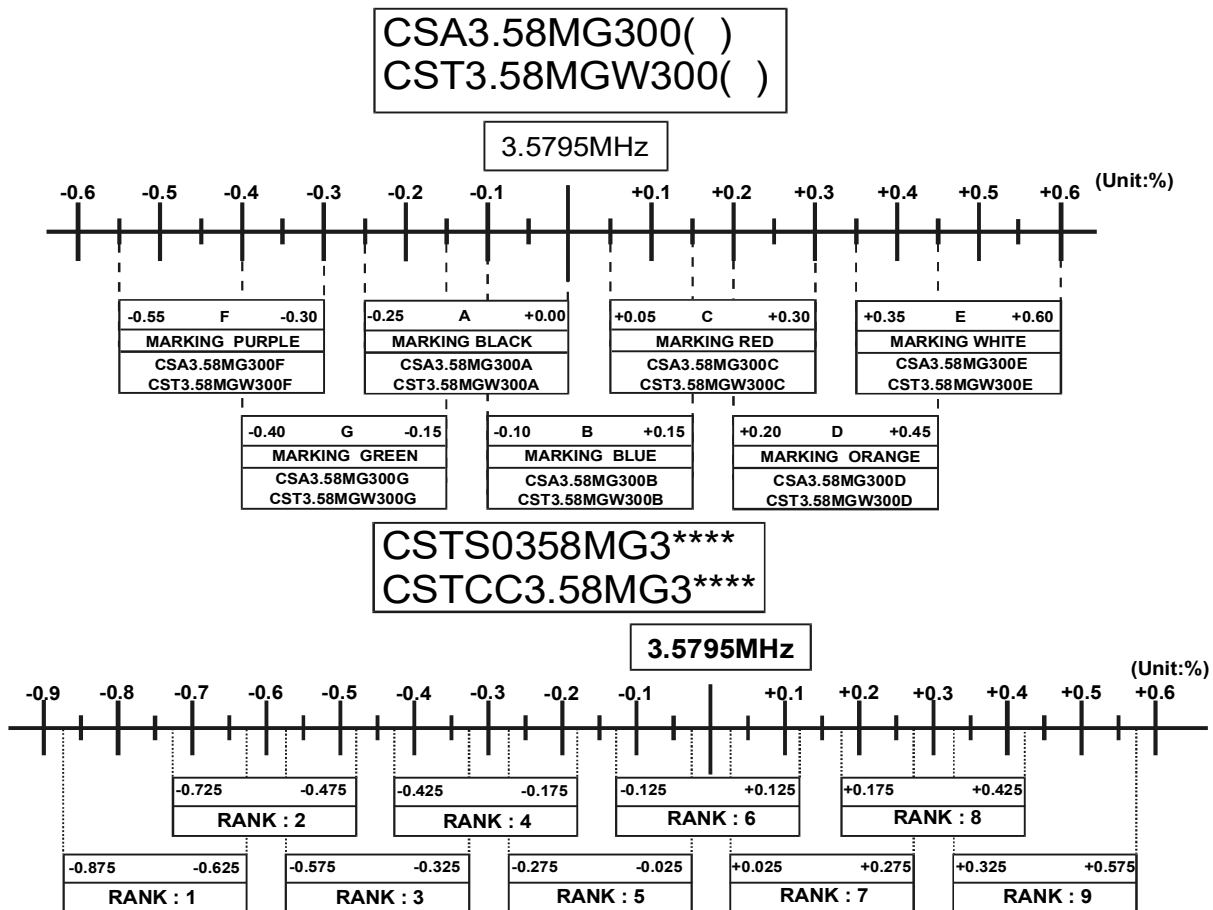 CSA3.58MG300( )
CST3.58MGW300( )
3.5795MHz
(Unit:%)
-0.6 -0.5 -0.4 -0.3 -0.2 -0.1 +0.1 +0.2 +0.3 +0.4 +0.5 +0.6
-0.55 F -0.30
MARKING PURPLE
CSA3.58MG300F
CST3.58MGW300F
-0.25 A +0.00
MARKING BLACK
CSA3.58MG300A
CST3.58MGW300A
+0.05 C +0.30
MARKING RED
CSA3.58MG300C
CST3.58MGW300C
+0.35 E +0.60
MARKING WHITE
CSA3.58MG300E
CST3.58MGW300E
-0.40 G -0.15
MARKING GREEN
CSA3.58MG300G
CST3.58MGW300G
-0.10 B +0.15
MARKING BLUE
CSA3.58MG300B
CST3.58MGW300B
+0.20 D +0.45
MARKING ORANGE
CSA3.58MG300D
CST3.58MGW300D
CSTS0358MG3****
CSTCC3.58MG3****
3.5795MHz
(Unit:%)
-0.9 -0.8 -0.7 -0.6 -0.5 -0.4 -0.3 -0.2 -0.1 +0.1 +0.2 +0.3 +0.4 +0.5 +0.6
-0.725 -0.475
RANK : 2
-0.425 -0.175
RANK : 4
-0.125 +0.125
RANK : 6
+0.175 +0.425
RANK : 8
-0.875 -0.625
RANK : 1
-0.575 -0.325
RANK : 3
-0.275 -0.025
RANK : 5
+0.025 +0.275
RANK : 7
+0.325 +0.575
RANK : 9